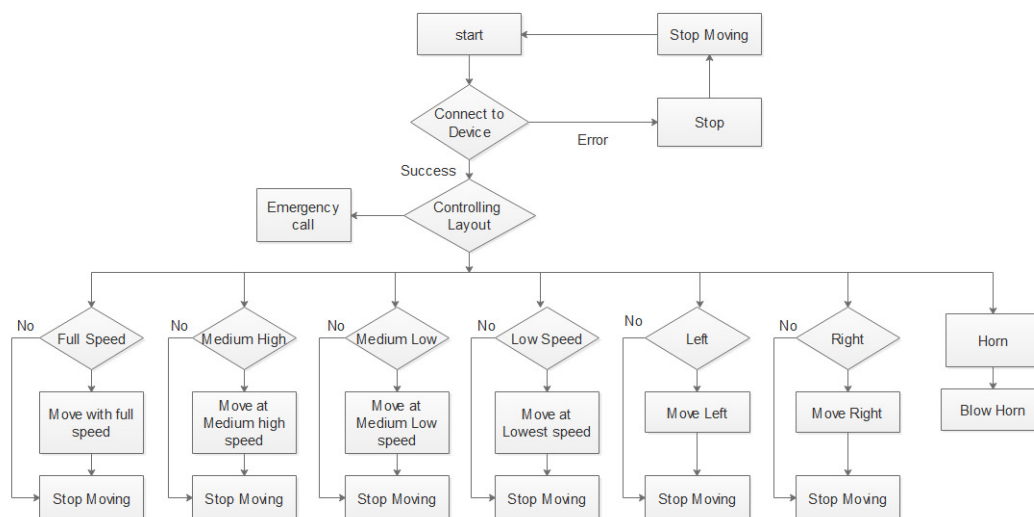 start
Stop Moving
Connect to
Device
Error
Stop
Success
Emergency
call
Controlling
Layout
No
Full Speed
No
Medium High
No
Medium Low
No
Low Speed
No
Left
No
Right
Horn
Move with full
speed
Move at
Medium high
speed
Move at
Medium Low
speed
Move at
Lowest speed
Move Left
Move Right
Blow Horn
Stop Moving
Stop Moving
Stop Moving
Stop Moving
Stop Moving
Stop Moving